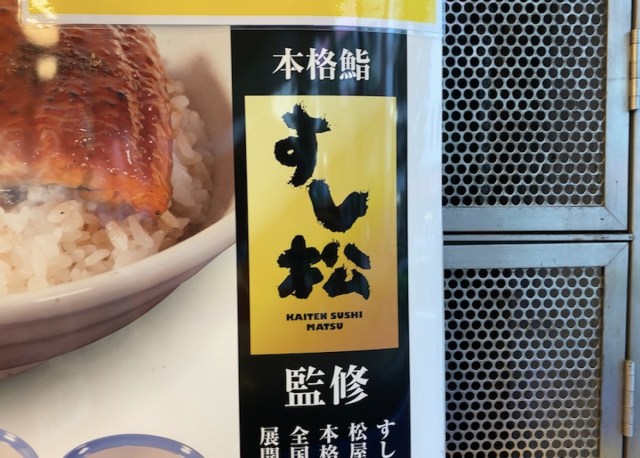 本格鮨
すし松
KAITEN SUSHI
MATSU
監修
すし
松屋
本格
全国
展開